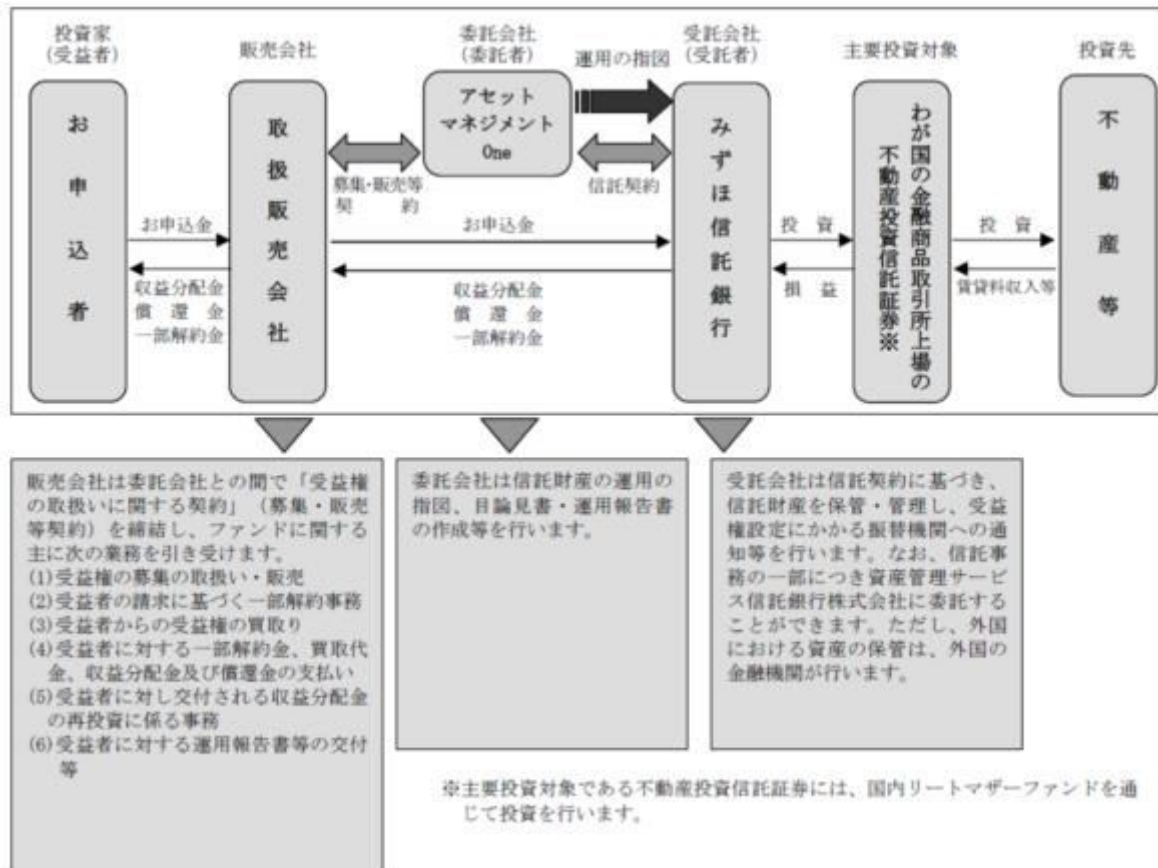 投資家
(受益者)
販売会社
委託会社
(委託者)
運用の指図
受託会社
(受託者)
主要投資対象
投資先
お申込者
取扱販売会社
アセット
マネジメント
One
みずほ信託銀行
わが国の金融商品取引所上場の
不動産投資信託証券※
不動産等
募集・販売等
契約
信託契約
お申込金
収益分配金
償還金
一部解約金
お申込金
収益分配金
償還金
一部解約金
投資
損益
投資
賃貸料収入等
販売会社は委託会社との間で「受益権
の取扱いに関する契約」(募集・販売
等契約)を締結し、ファンドに関する
主に次の業務を引き受けます。
(1)受益権の募集の取扱い・販売
(2)受益者の請求に基づく一部解約事務
(3)受益者からの受益権の買取り
(4)受益者に対する一部解約金、買取代
金、収益分配金及び償還金の支払い
(5)受益者に対し交付される収益分配金
の再投資に係る事務
(6)受益者に対する運用報告書等の交付
等
委託会社は信託財産の運用の
指図、目論見書・運用報告書
の作成等を行います。
受託会社は信託契約に基づき、
信託財産を保管・管理し、受益
権設定にかかる振替機関への通
知等を行います。なお、信託事
務の一部につき資産管理サービ
ス信託銀行株式会社に委託する
ことができます。ただし、外国
における資産の保管は、外国の
金融機関が行います。
※主要投資対象である不動産投資信託証券には、国内リートマザーファンドを通
じて投資を行います。